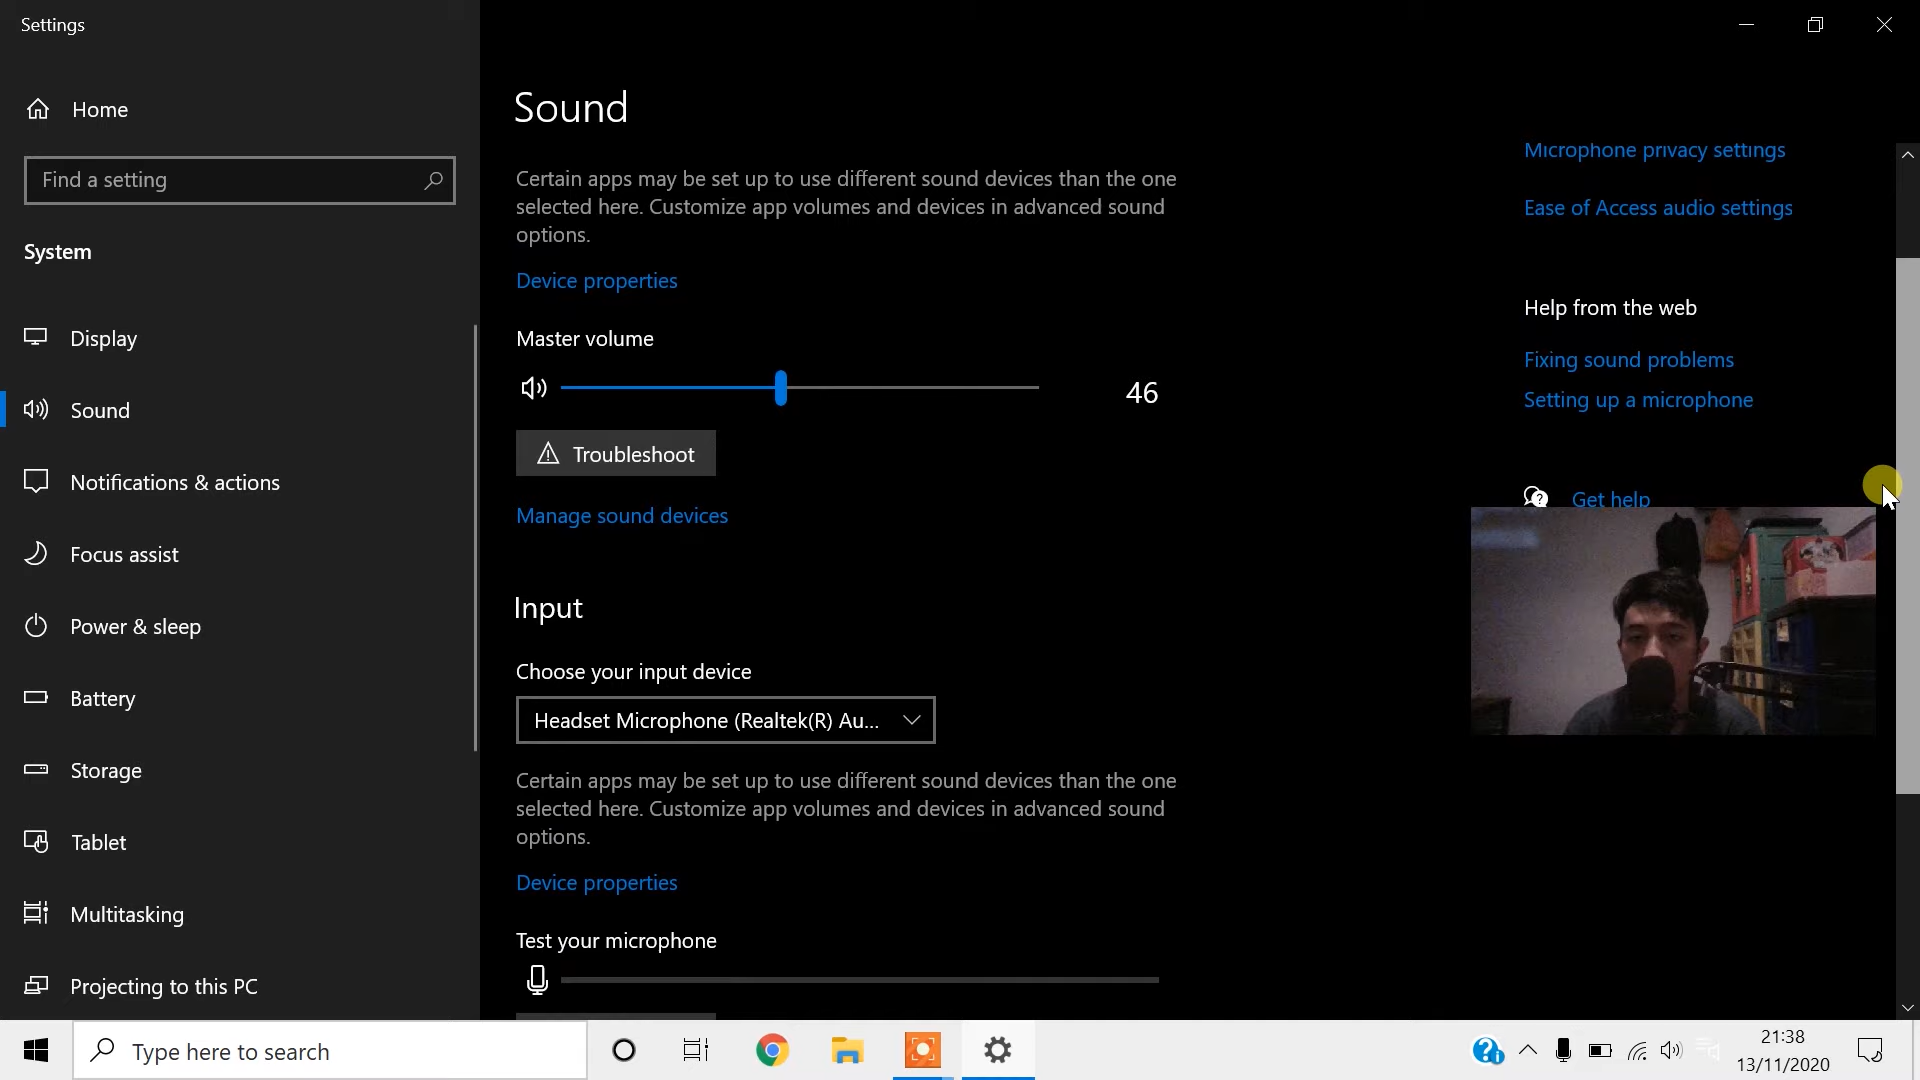 Settings
Home
Find a setting
System
Display
Sound
Notifications & actions
Focus assist
Power & sleep
Battery
Storage
Tablet
Multitasking
Projecting to this PC
Sound
Certain apps may be set up to use different sound devices than the one
selected here. Customize app volumes and devices in advanced sound
options.
Device properties
Master volume
46
Troubleshoot
Manage sound devices
Input
Choose your input device
Headset Microphone (Realtek(R) Au...
Certain apps may be set up to use different sound devices than the one
selected here. Customize app volumes and devices in advanced sound
options.
Device properties
Test your microphone
Microphone privacy settings
Ease of Access audio settings
Help from the web
Fixing sound problems
Setting up a microphone
Get help
Type here to search
21:38
13/11/2020